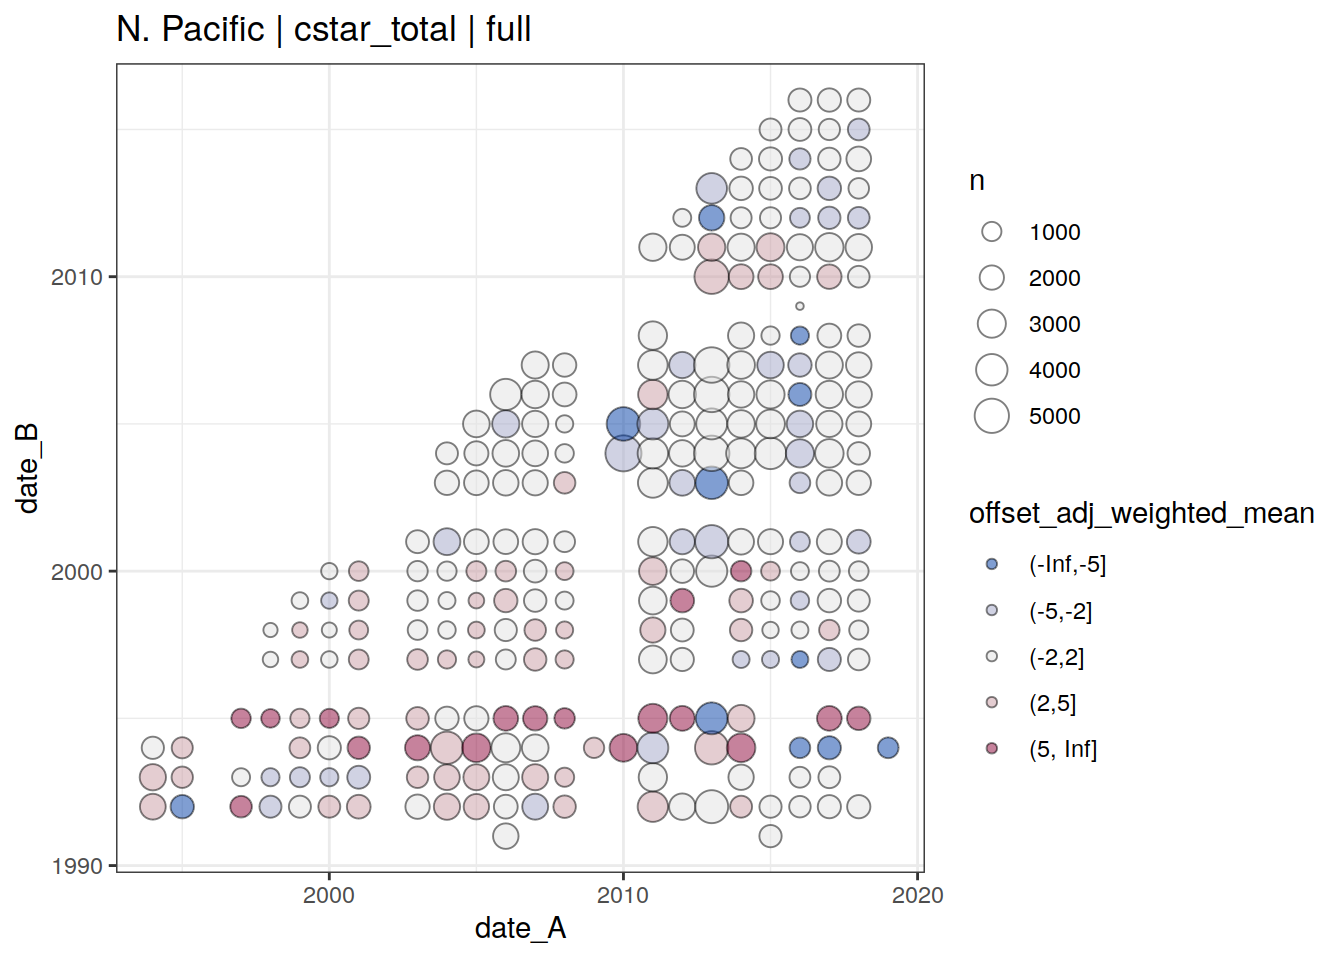 N. Pacific | cstar_total | full
n
1000
2000
3000
4000
5000
offset_adj_weighted_mean
(-Inf,-5]
(-5,-2]
(-2,2]
(2,5]
(5, Inf]
date_B
2010
2000
1990
2000
2010
2020
date_A